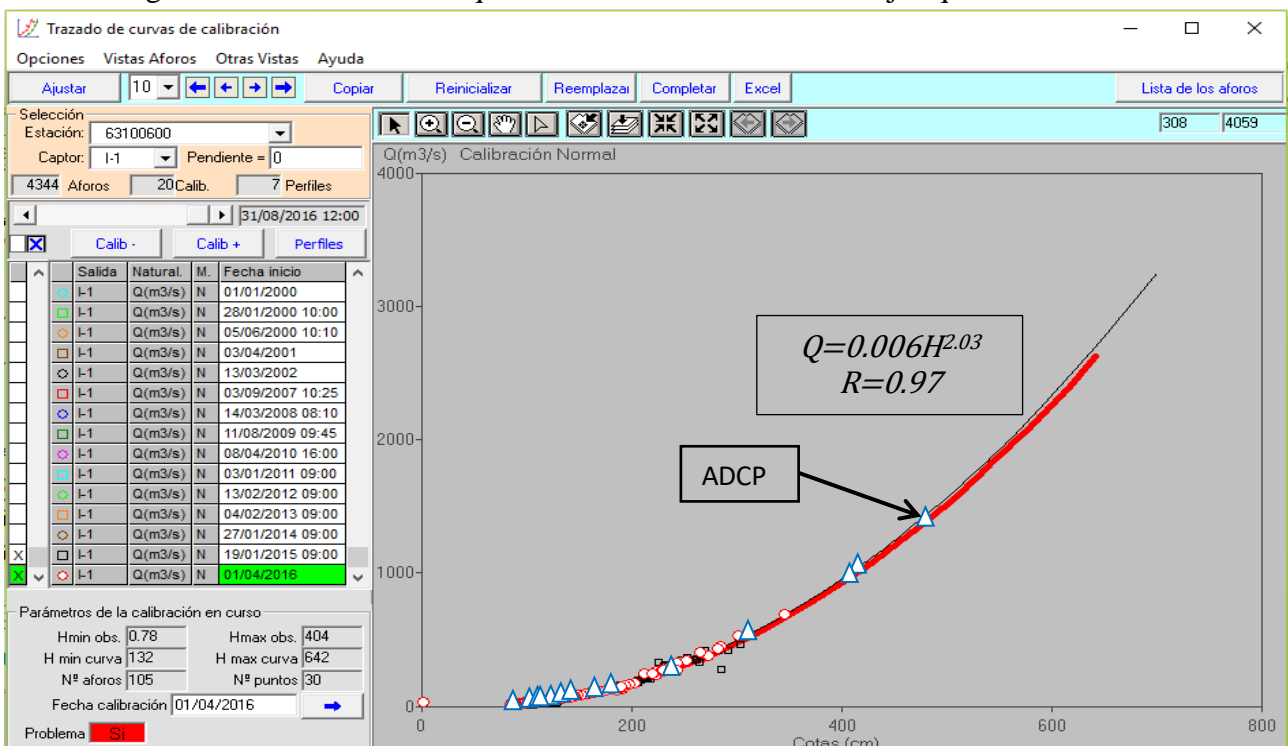 Trazado de curvas de calibración
Opciones Vistas Aforos Otras Vistas Ayuda
Ajustar 10 Copiar Reinicializar Reemplazar Completar Excel Lista de los aforos
Selección
Estación: 63100600
Captor: I-1 Pendiente = 0
4344 Aforos 20 Calib. 7 Perfiles
31/08/2016 12:00
Calib - Calib + Perfiles
Salida Natural. M. Fecha inicio
I-1 Q(m3/s) N 01/01/2000
I-1 Q(m3/s) N 28/01/2000 10:00
I-1 Q(m3/s) N 05/06/2000 10:10
I-1 Q(m3/s) N 03/04/2001
I-1 Q(m3/s) N 13/03/2002
I-1 Q(m3/s) N 03/09/2007 10:25
I-1 Q(m3/s) N 14/03/2008 08:10
I-1 Q(m3/s) N 11/08/2009 09:45
I-1 Q(m3/s) N 08/04/2010 16:00
I-1 Q(m3/s) N 03/01/2011 09:00
I-1 Q(m3/s) N 13/02/2012 09:00
I-1 Q(m3/s) N 04/02/2013 09:00
I-1 Q(m3/s) N 27/01/2014 09:00
X I-1 Q(m3/s) N 19/01/2015 09:00
X I-1 Q(m3/s) N 01/04/2016
Parámetros de la calibración en curso
Hmin obs. 0.78 Hmax obs. 404
H min curva 132 H max curva 642
Nº aforos 105 Nº puntos 30
Fecha calibración 01/04/2016
Problema Si
308 4059
Q(m3/s) Calibración Normal
4000
3000
2000
1000
0
Q=0.006H^2.03
R=0.97
ADCP
0 200 400 600 800
Cotas (cm)